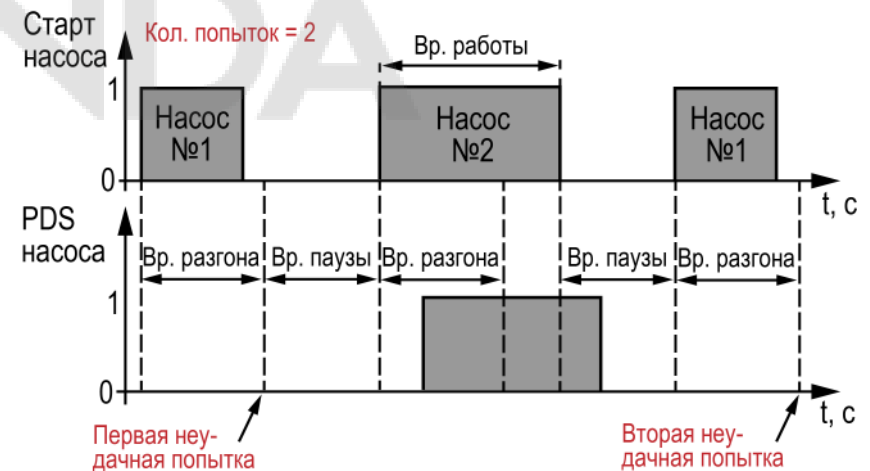 Старт
насоса
Кол. попыток = 2
Вр. работы
1
Насос
№1
Насос
№2
Насос
№1
0
t, с
PDS
насоса
Вр. разгона
Вр. паузы
Вр. разгона
Вр. паузы
Вр. разгона
1
0
t, с
Первая неу-
дачная попытка
Вторая неу-
дачная попытка